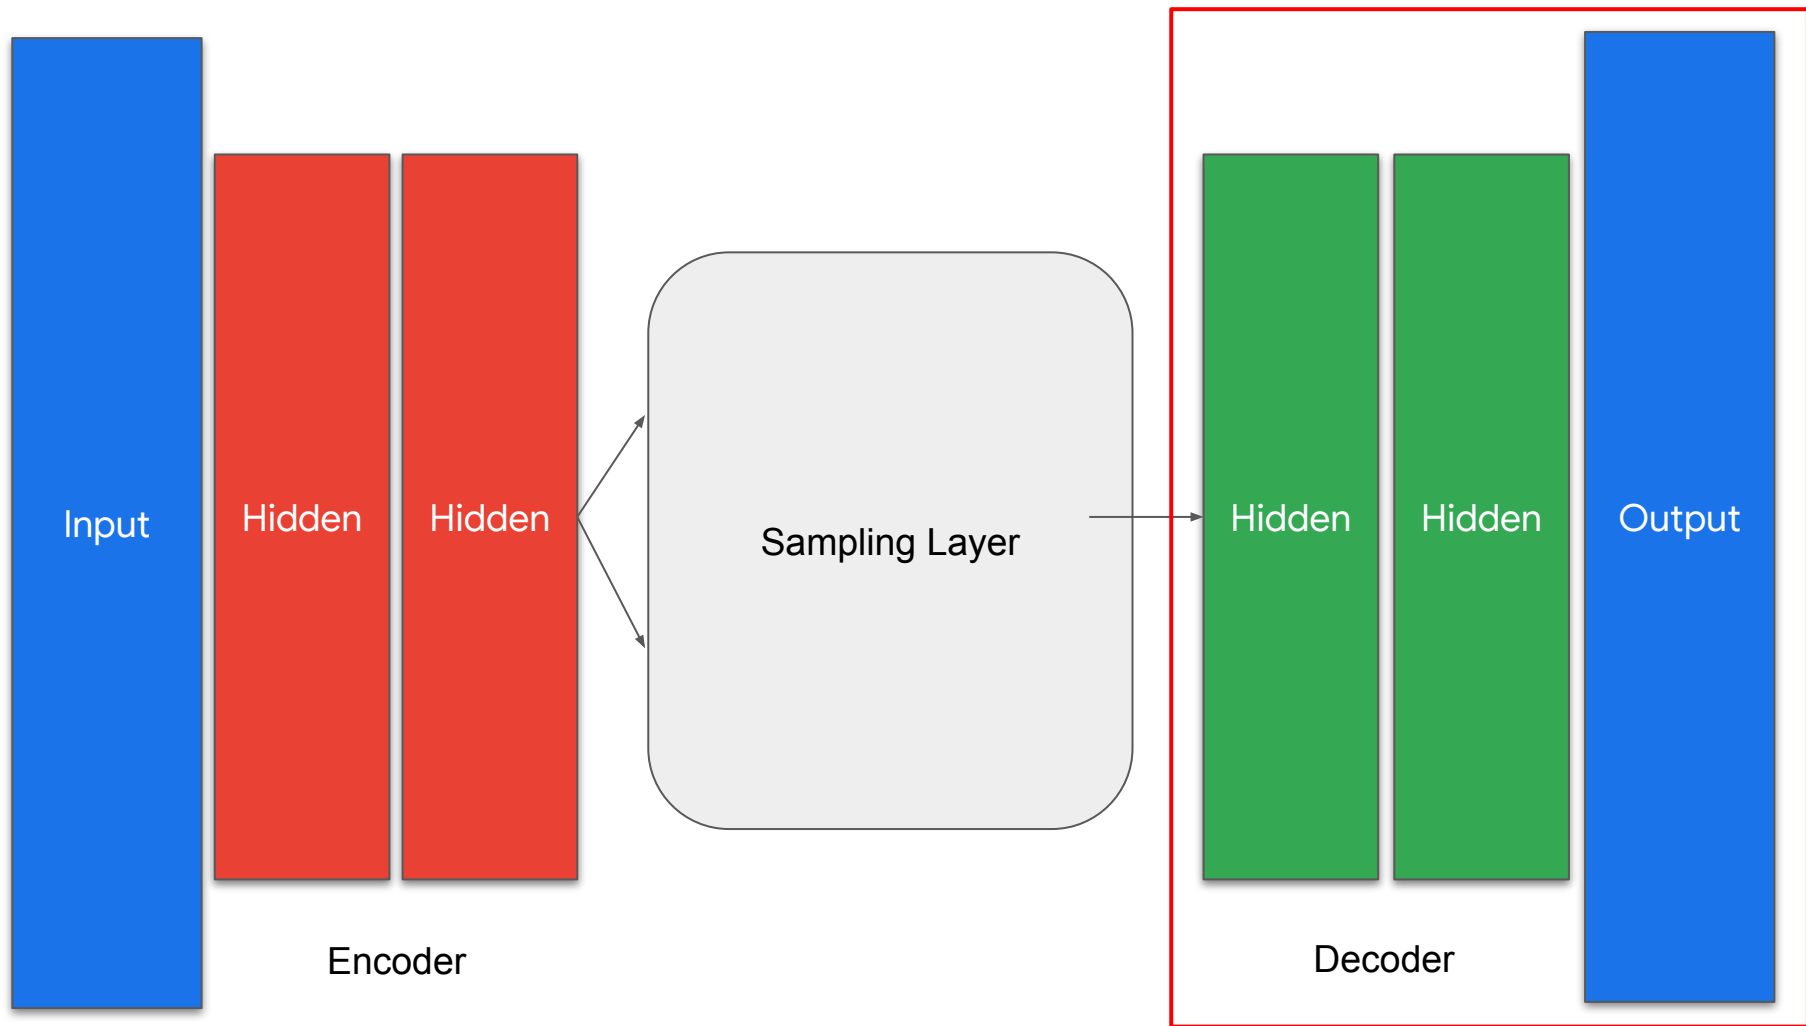 Input
Hidden
Hidden
Sampling Layer
Hidden
Hidden
Output
Encoder
Decoder